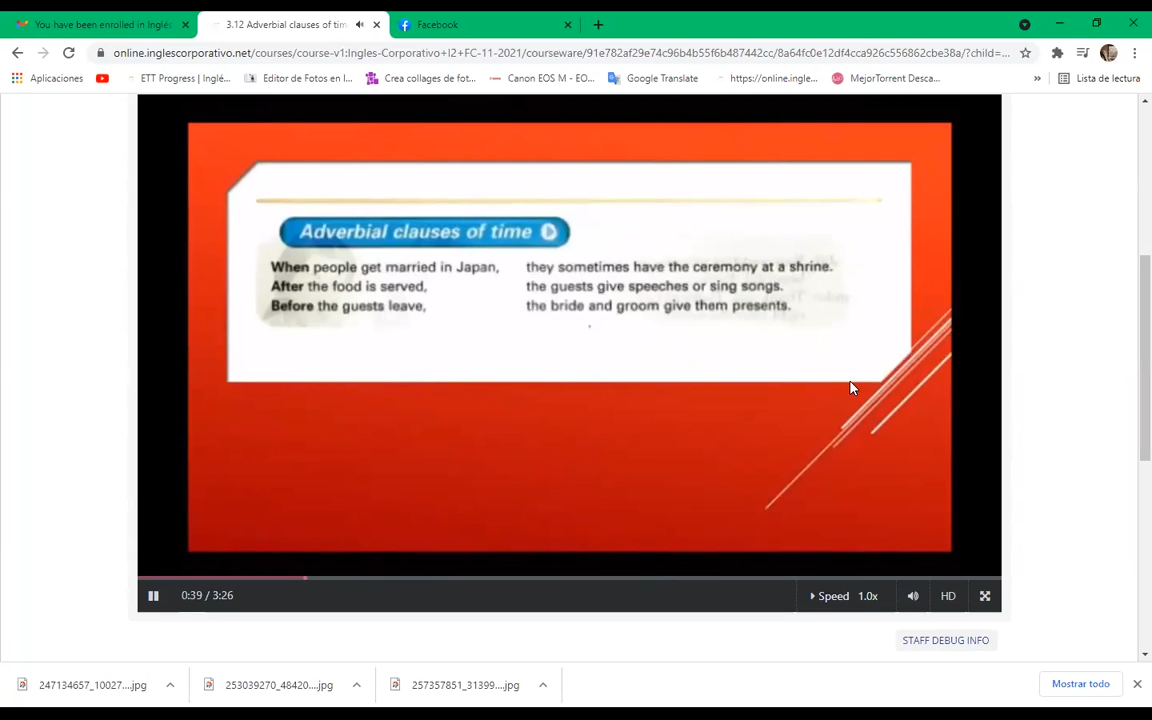 You have been enrolled in Inglés
3.12 Adverbial clauses of tim
Facebook
online.inglescorporativo.net/courses/course-v1:Ingles-Corporativo+I2+FC-11-2021/courseware/91e782af29e74c96b4b55f6b487442cc/8a64fc0e12df4cca926c556862cbe38a/?child=...
Aplicaciones
ETT Progress | Inglé...
Editor de Fotos en l...
Crea collages de fot...
Canon EOS M - EO...
Google Translate
https://online.ingle...
MejorTorrent Desca...
»
Lista de lectura
Adverbial clauses of time
When people get married in Japan, they sometimes have the ceremony at a shrine.
After the food is served, the guests give speeches or sing songs.
Before the guests leave, the bride and groom give them presents.
0:39 / 3:26
Speed 1.0x
HD
STAFF DEBUG INFO
247134657_10027....jpg
253039270_48420....jpg
257357851_31399....jpg
Mostrar todo